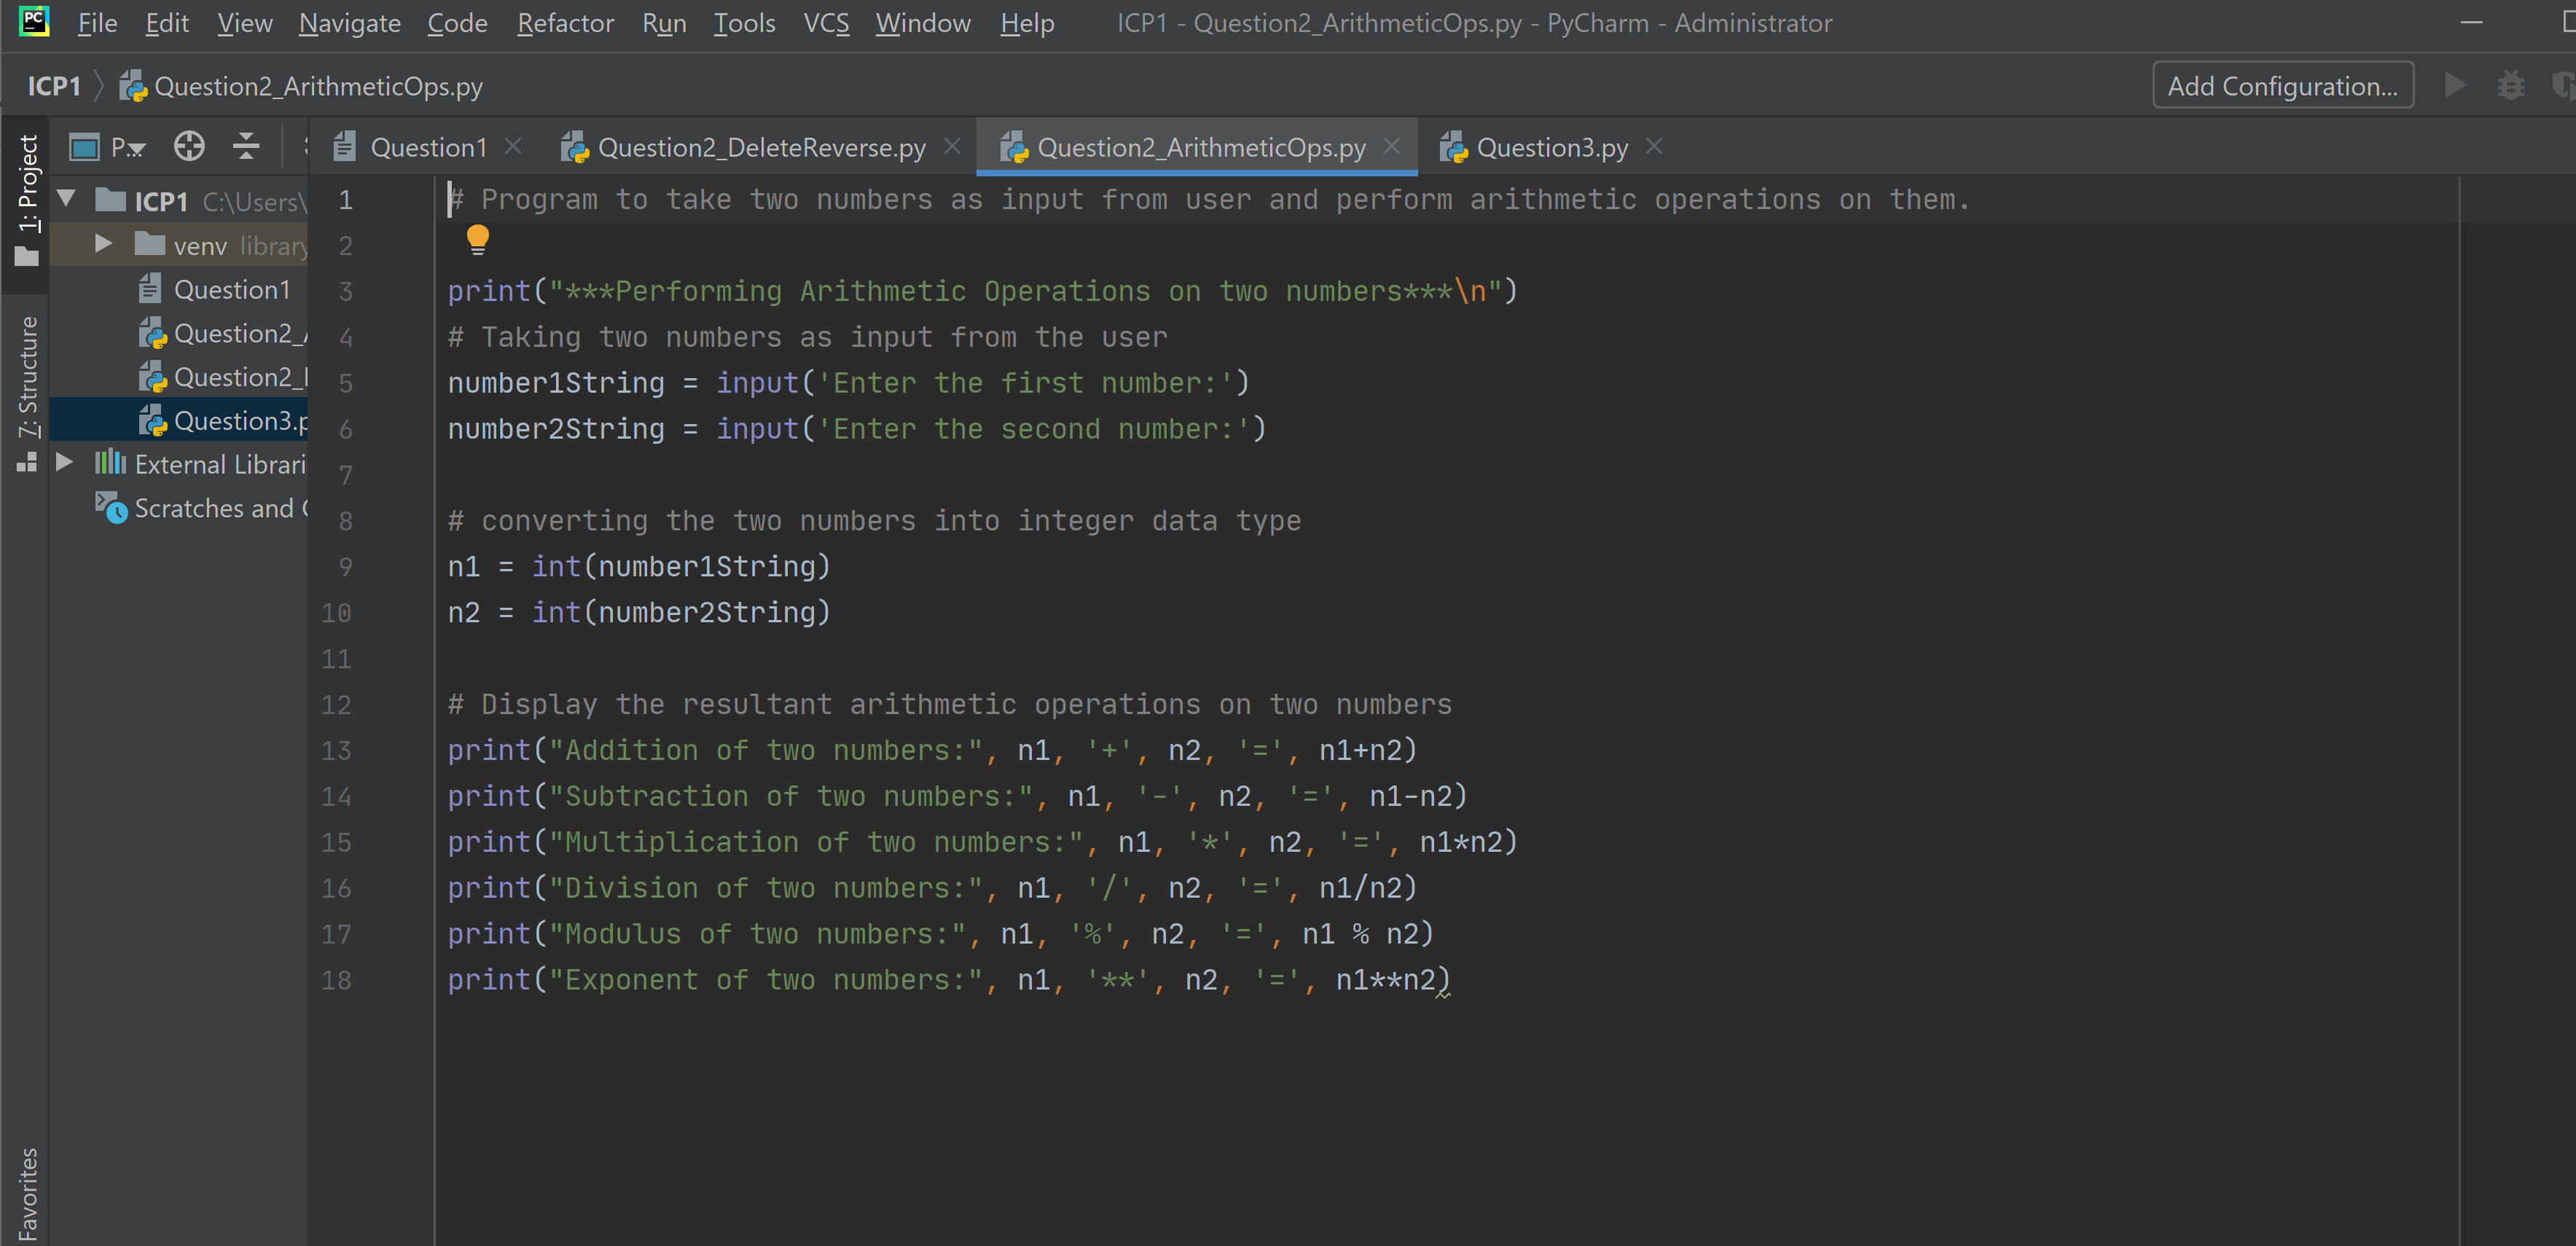 PC File Edit View Navigate Code Refactor Run Tools VCS Window Help ICP1 - Question2_ArithmeticOps.py - PyCharm - Administrator
ICP1 Question2_ArithmeticOps.py Add Configuration...
1: Project
7: Structure
Favorites
P...
ICP1 C:\Users\
venv library
Question1
Question2_
Question2_
Question3.p
External Librari
Scratches and
Question1 Question2_DeleteReverse.py Question2_ArithmeticOps.py Question3.py
1 # Program to take two numbers as input from user and perform arithmetic operations on them.
2
3 print("***Performing Arithmetic Operations on two numbers***\n")
4 # Taking two numbers as input from the user
5 number1String = input('Enter the first number:')
6 number2String = input('Enter the second number:')
7
8 # converting the two numbers into integer data type
9 n1 = int(number1String)
10 n2 = int(number2String)
11
12 # Display the resultant arithmetic operations on two numbers
13 print("Addition of two numbers:", n1, '+', n2, '=', n1+n2)
14 print("Subtraction of two numbers:", n1, '-', n2, '=', n1-n2)
15 print("Multiplication of two numbers:", n1, '*', n2, '=', n1*n2)
16 print("Division of two numbers:", n1, '/', n2, '=', n1/n2)
17 print("Modulus of two numbers:", n1, '%', n2, '=', n1 % n2)
18 print("Exponent of two numbers:", n1, '**', n2, '=', n1**n2)